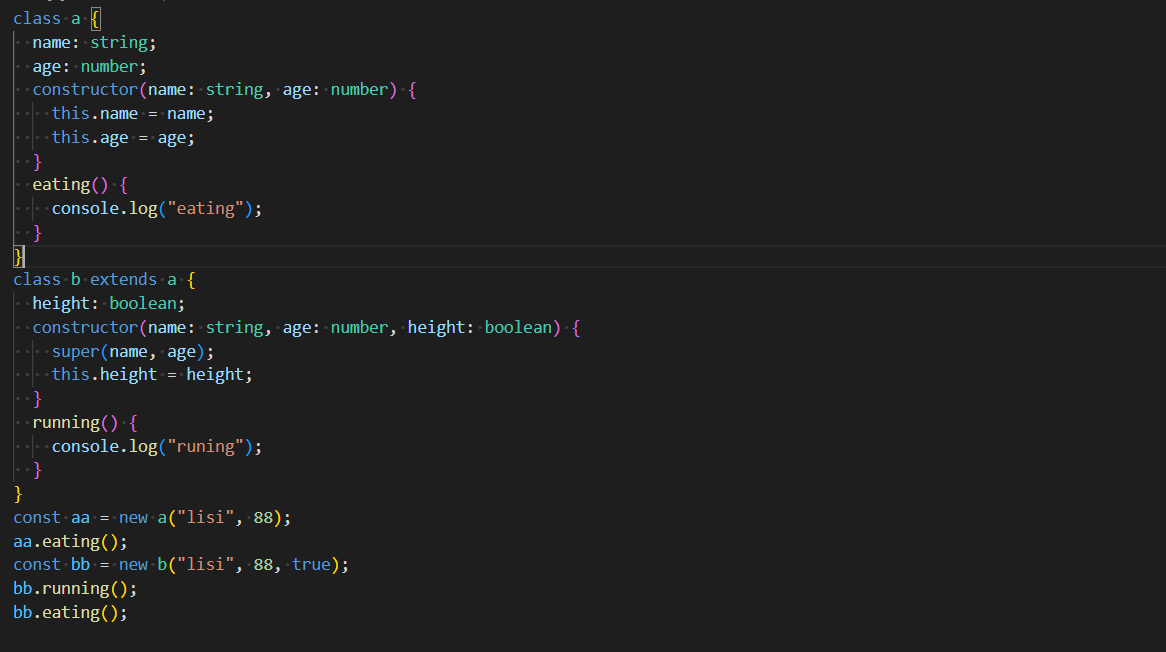 class a {
  name: string;
  age: number;
  constructor(name: string, age: number) {
    this.name = name;
    this.age = age;
  }
  eating() {
    console.log("eating");
  }
}
class b extends a {
  height: boolean;
  constructor(name: string, age: number, height: boolean) {
    super(name, age);
    this.height = height;
  }
  running() {
    console.log("runing");
  }
}
const aa = new a("lisi", 88);
aa.eating();
const bb = new b("lisi", 88, true);
bb.running();
bb.eating();